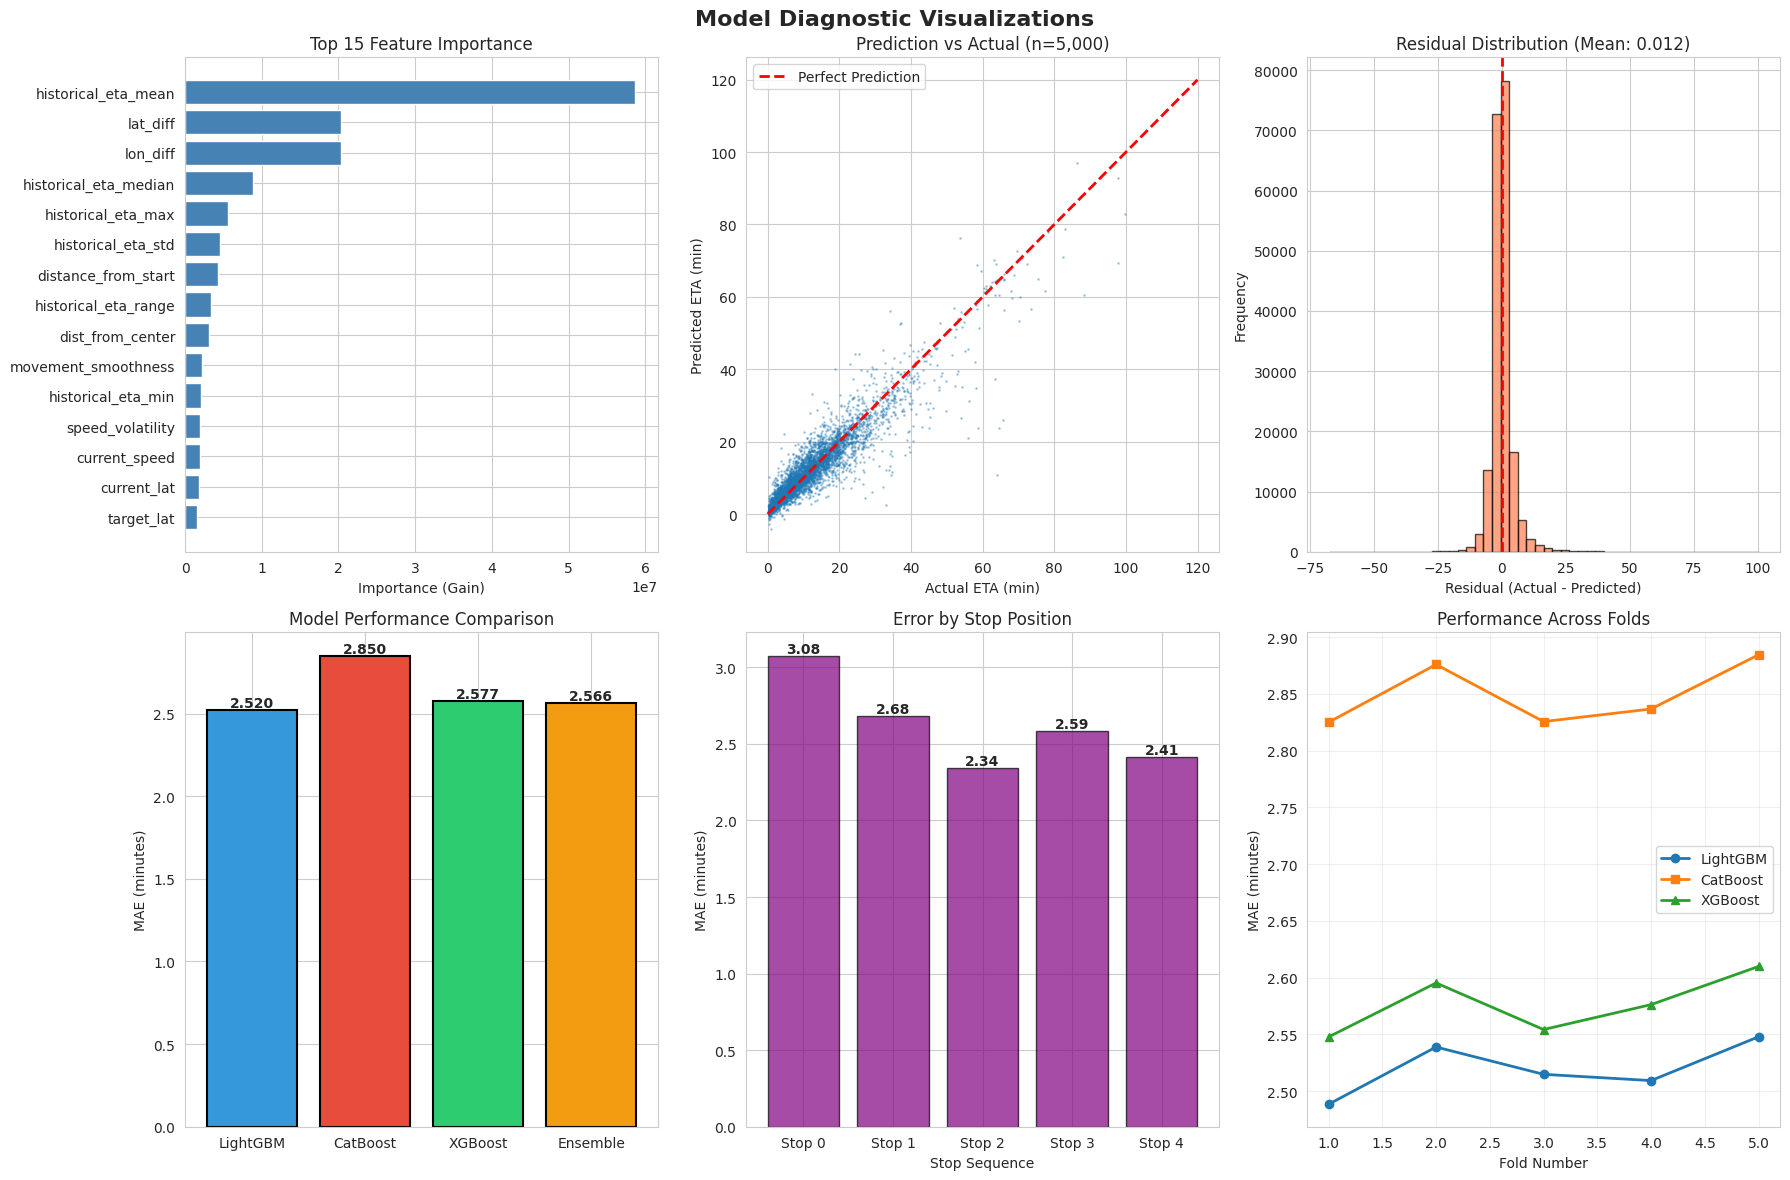 Model Diagnostic Visualizations
Top 15 Feature Importance
historical_eta_mean
lat_diff
lon_diff
historical_eta_median
historical_eta_max
historical_eta_std
distance_from_start
historical_eta_range
dist_from_center
movement_smoothness
historical_eta_min
speed_volatility
current_speed
current_lat
target_lat
0 1 2 3 4 5 6
1e7
Importance (Gain)
Prediction vs Actual (n=5,000)
Perfect Prediction
Predicted ETA (min)
120
100
80
60
40
20
0
0 20 40 60 80 100 120
Actual ETA (min)
Residual Distribution (Mean: 0.012)
Frequency
80000
70000
60000
50000
40000
30000
20000
10000
0
−75 −50 −25 0 25 50 75 100
Residual (Actual - Predicted)
Model Performance Comparison
MAE (minutes)
2.5
2.0
1.5
1.0
0.5
0.0
2.520 2.850 2.577 2.566
LightGBM CatBoost XGBoost Ensemble
Error by Stop Position
MAE (minutes)
3.0
2.5
2.0
1.5
1.0
0.5
0.0
3.08 2.68 2.34 2.59 2.41
Stop 0 Stop 1 Stop 2 Stop 3 Stop 4
Stop Sequence
Performance Across Folds
MAE (minutes)
2.90
2.85
2.80
2.75
2.70
2.65
2.60
2.55
2.50
LightGBM
CatBoost
XGBoost
1.0 1.5 2.0 2.5 3.0 3.5 4.0 4.5 5.0
Fold Number